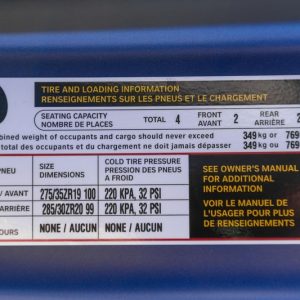 TIRE AND LOADING INFORMATION
RENSEIGNEMENTS SUR LES PNEUS ET LE CHARGEMENT
SEATING CAPACITY
NOMBRE DE PLACES
TOTAL 4
FRONT
AVANT 2
REAR
ARRIÈRE
weight of occupants and cargo should never exceed 349 kg or 769
total des occupants et du chargement ne doit jamais dépasser 349 kg ou 769
PNEU
SIZE
DIMENSIONS
COLD TIRE PRESSURE
PRESSION DES PNEUS
A FROID
/ AVANT 275/35ZR19 100 220 KPA, 32 PSI
285/30ZR20 99 220 KPA, 32 PSI
NONE / AUCUN NONE / AUCUN
SEE OWNER'S MANUAL
FOR ADDITIONAL
INFORMATION
VOIR LE MANUEL DE
L'USAGER POUR PLUS
DE RENSEIGNEMENTS